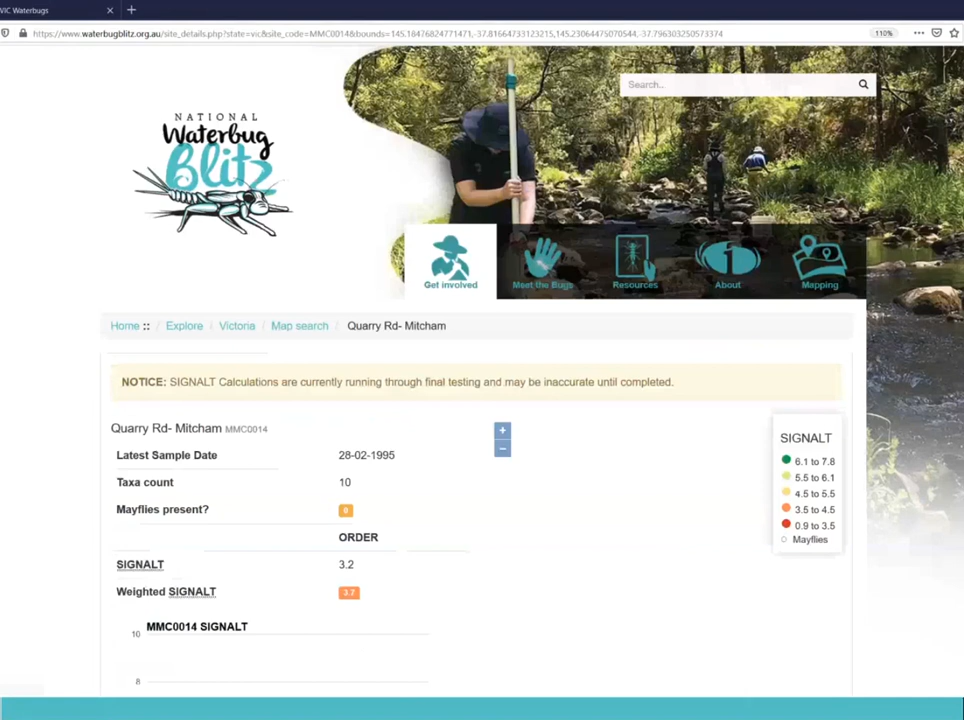 VIC Waterbugs
https://www.waterbugblitz.org.au/site_details.php?state=vic&site_code=MMC0014&bounds=145.18476824771471,-37.81664733123215,145.23064475070544,-37.796303250573374
110%
Search...
NATIONAL
Waterbug
Blitz
Get involved
Meet the Bugs
Resources
About
Mapping
Home :: / Explore / Victoria / Map search / Quarry Rd- Mitcham
NOTICE: SIGNALT Calculations are currently running through final testing and may be inaccurate until completed.
Quarry Rd- Mitcham MMC0014
Latest Sample Date 28-02-1995
Taxa count 10
Mayflies present? 0
ORDER
SIGNALT 3.2
Weighted SIGNALT 3.7
MMC0014 SIGNALT
10
8
+
−
SIGNALT
6.1 to 7.8
5.5 to 6.1
4.5 to 5.5
3.5 to 4.5
0.9 to 3.5
Mayflies